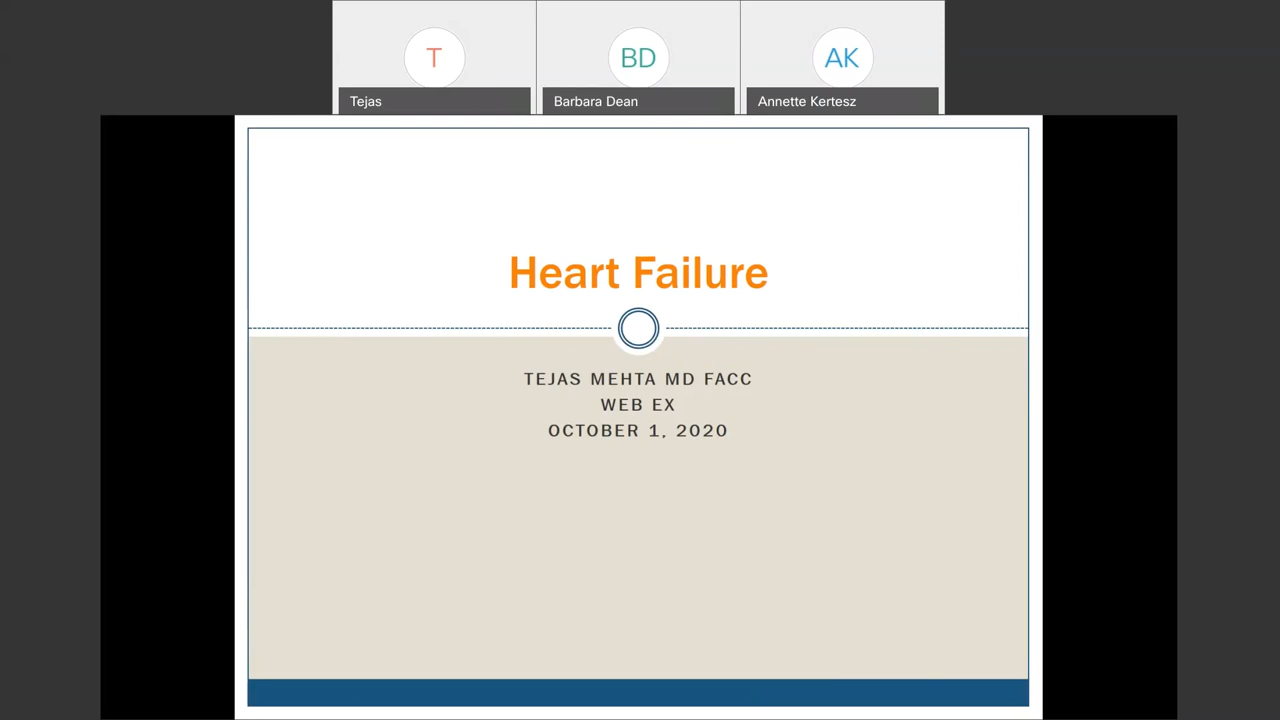 T
BD
AK
Tejas
Barbara Dean
Annette Kertesz
Heart Failure
TEJAS MEHTA MD FACC
WEB EX
OCTOBER 1, 2020